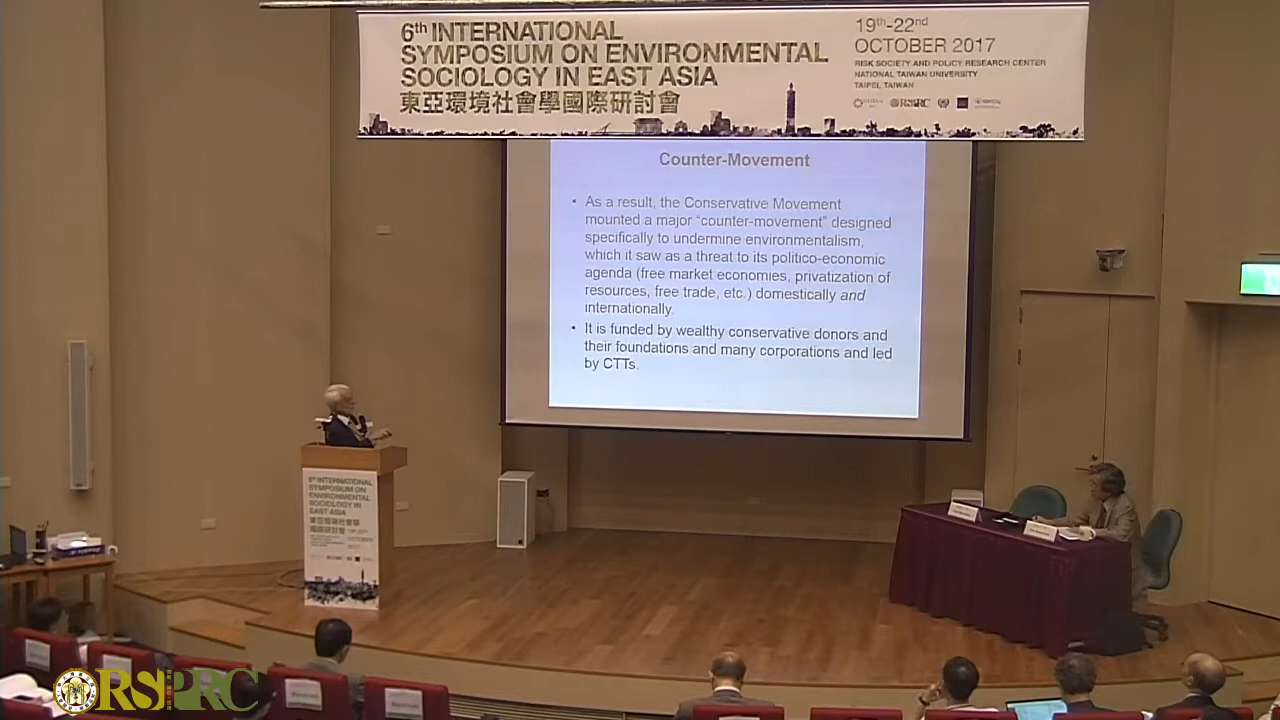 6th INTERNATIONAL
SYMPOSIUM ON ENVIRONMENTAL
SOCIOLOGY IN EAST ASIA
東亞環境社會學國際研討會
19th-22nd
OCTOBER 2017
RISK SOCIETY AND POLICY RESEARCH CENTER
NATIONAL TAIWAN UNIVERSITY
TAIPEI, TAIWAN
RSPRC
Counter-Movement
• As a result, the Conservative Movement
mounted a major “counter-movement” designed
specifically to undermine environmentalism,
which it saw as a threat to its politico-economic
agenda (free market economies, privatization of
resources, free trade, etc.) domestically and
internationally.
• It is funded by wealthy conservative donors and
their foundations and many corporations and led
by CTTs.
6th INTERNATIONAL
SYMPOSIUM ON
ENVIRONMENTAL
SOCIOLOGY IN
EAST ASIA
東亞環境社會學
國際研討會
OCTOBER
2017
RSPRC